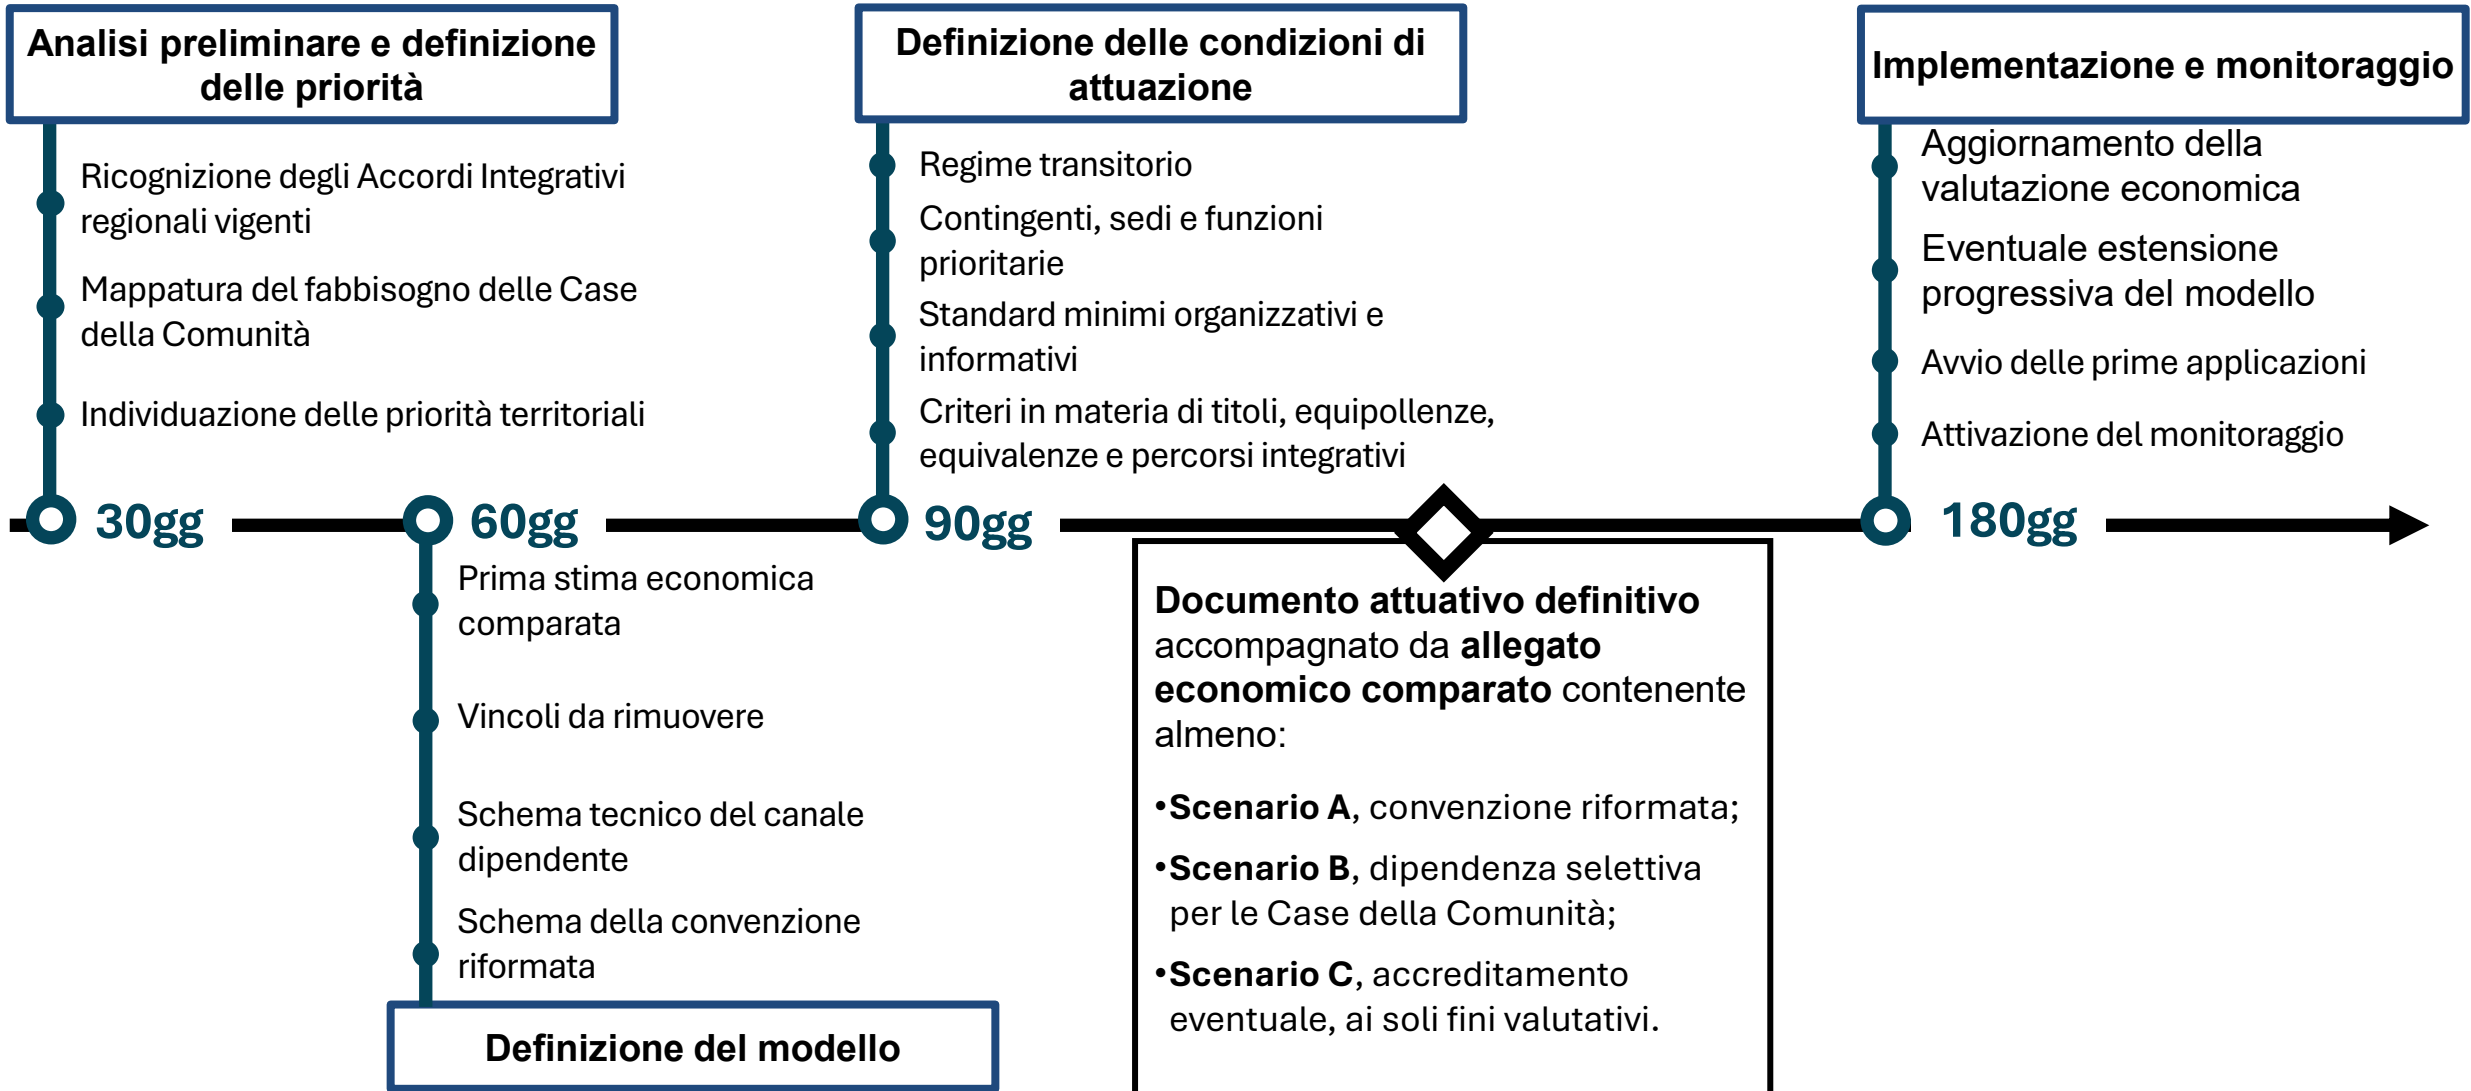 Analisi preliminare e definizione
delle priorità
Ricognizione degli Accordi Integrativi
regionali vigenti
Mappatura del fabbisogno delle Case
della Comunità
Individuazione delle priorità territoriali
30gg
60gg
Prima stima economica
comparata
Vincoli da rimuovere
Schema tecnico del canale
dipendente
Schema della convenzione
riformata
Definizione del modello
Definizione delle condizioni di
attuazione
Regime transitorio
Contingenti, sedi e funzioni
prioritarie
Standard minimi organizzativi e
informativi
Criteri in materia di titoli, equipollenze,
equivalenze e percorsi integrativi
90gg
Documento attuativo definitivo
accompagnato da allegato
economico comparato contenente
almeno:
•Scenario A, convenzione riformata;
•Scenario B, dipendenza selettiva
per le Case della Comunità;
•Scenario C, accreditamento
eventuale, ai soli fini valutativi.
Implementazione e monitoraggio
Aggiornamento della
valutazione economica
Eventuale estensione
progressiva del modello
Avvio delle prime applicazioni
Attivazione del monitoraggio
180gg